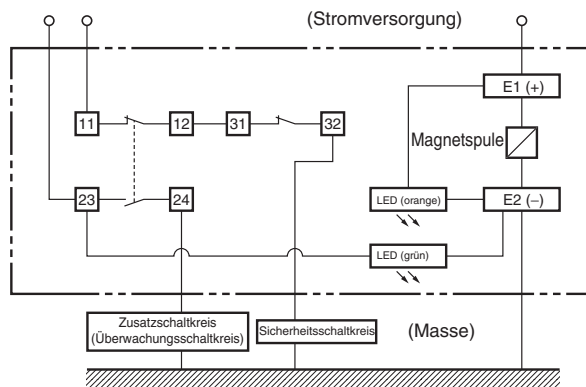 (Stromversorgung)
E1 (+)
11
12
31
32
Magnetspule
23
24
LED (orange)
E2 (−)
LED (grün)
Zusatzschaltkreis
(Überwachungsschaltkreis)
Sicherheitsschaltkreis
(Masse)